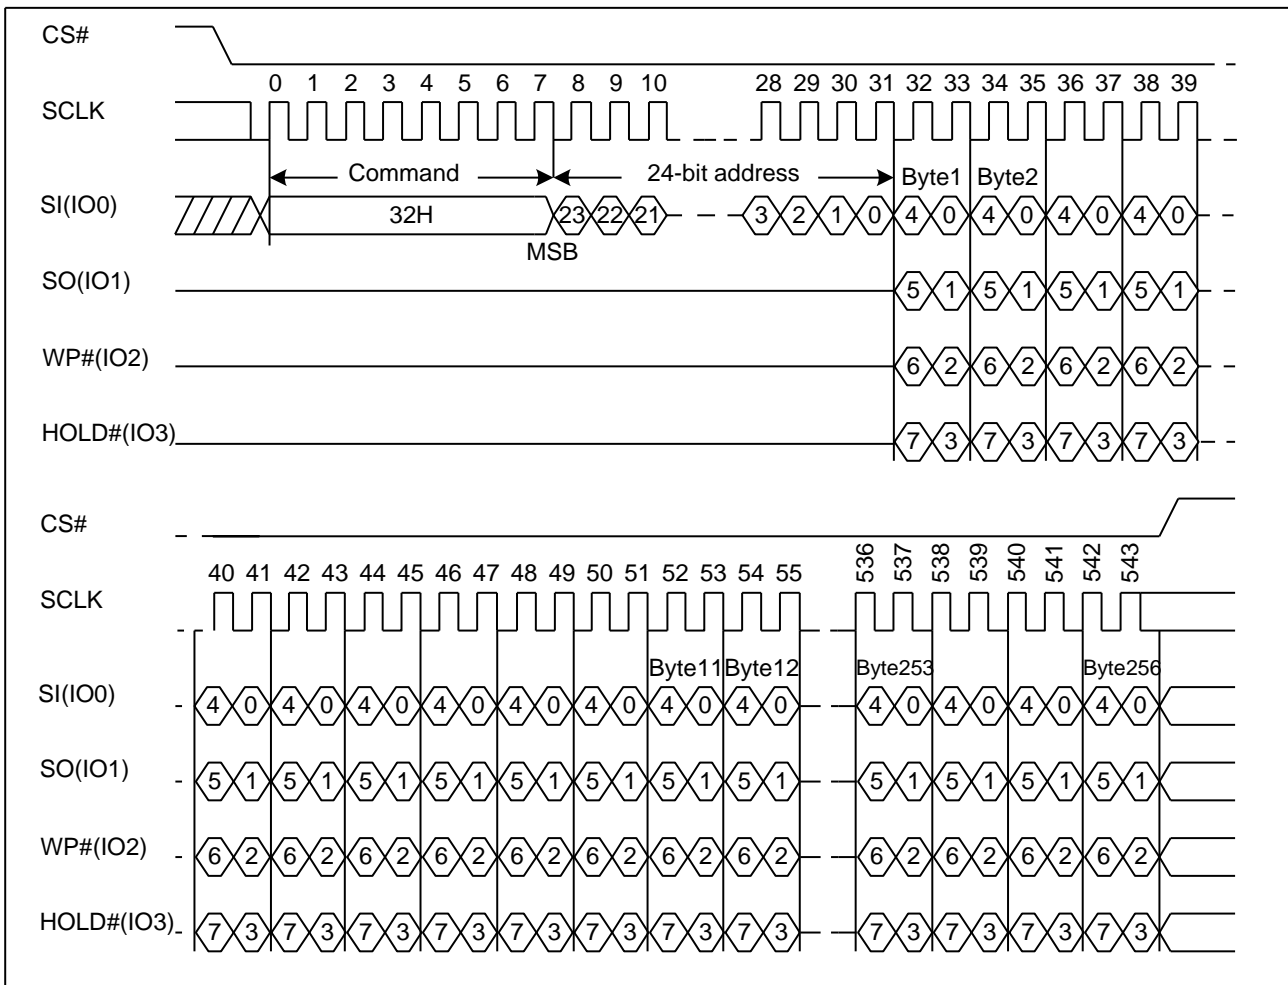 CS#
0 1 2 3 4 5 6 7 8 9 10 28 29 30 31 32 33 34 35 36 37 38 39
SCLK
Command 24-bit address Byte1 Byte2
SI(IO0) 32H 23 22 21 3 2 1 0 4 0 4 0 4 0 4 0
MSB
SO(IO1) 5 1 5 1 5 1 5 1
WP#(IO2) 6 2 6 2 6 2 6 2
HOLD#(IO3) 7 3 7 3 7 3 7 3
CS#
40 41 42 43 44 45 46 47 48 49 50 51 52 53 54 55 536 537 538 539 540 541 542 543
SCLK
Byte11 Byte12 Byte253 Byte256
SI(IO0) 4 0 4 0 4 0 4 0 4 0 4 0 4 0 4 0 4 0 4 0 4 0 4 0
SO(IO1) 5 1 5 1 5 1 5 1 5 1 5 1 5 1 5 1 5 1 5 1 5 1 5 1
WP#(IO2) 6 2 6 2 6 2 6 2 6 2 6 2 6 2 6 2 6 2 6 2 6 2 6 2
HOLD#(IO3) 7 3 7 3 7 3 7 3 7 3 7 3 7 3 7 3 7 3 7 3 7 3 7 3